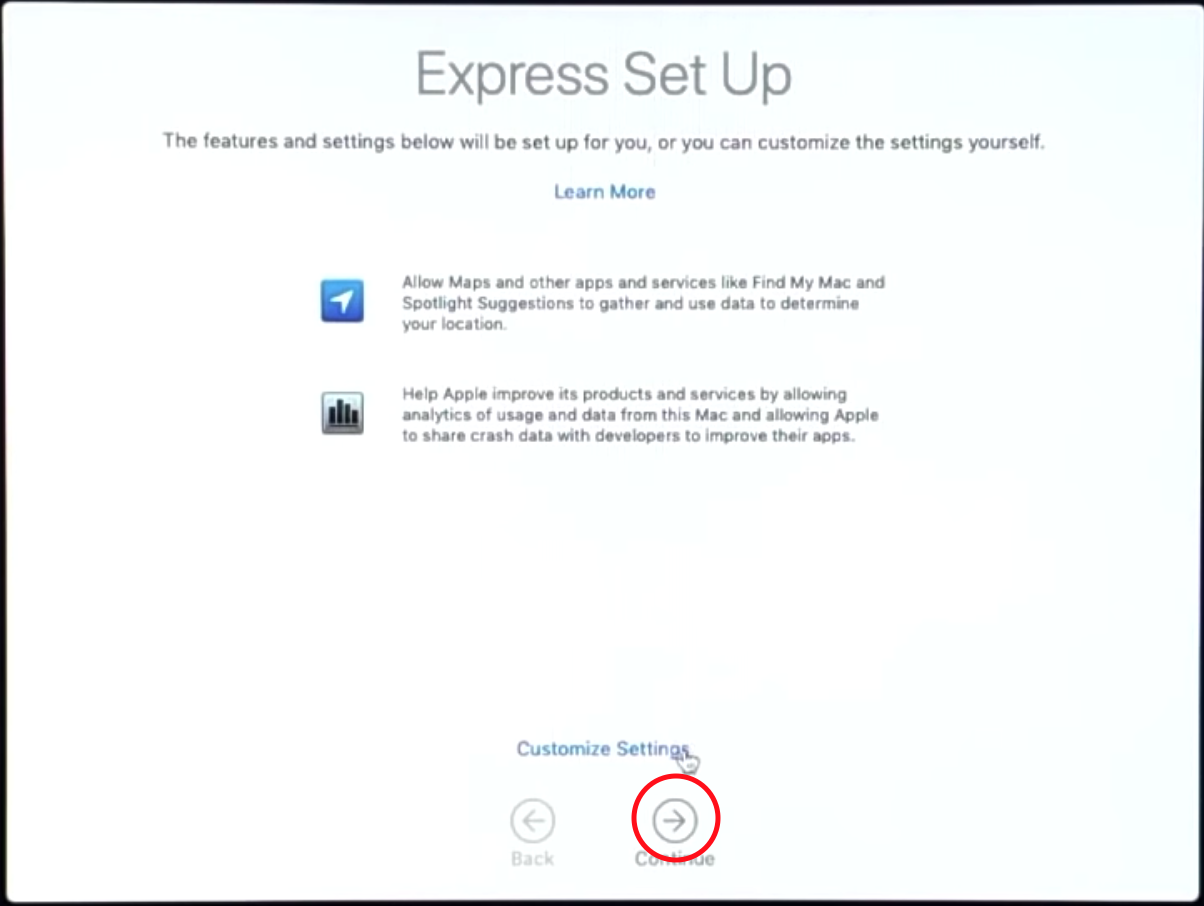 Express Set Up
The features and settings below will be set up for you, or you can customize the settings yourself.
Learn More
Allow Maps and other apps and services like Find My Mac and
Spotlight Suggestions to gather and use data to determine
your location.
Help Apple improve its products and services by allowing
analytics of usage and data from this Mac and allowing Apple
to share crash data with developers to improve their apps.
Customize Settings
Back
Continue